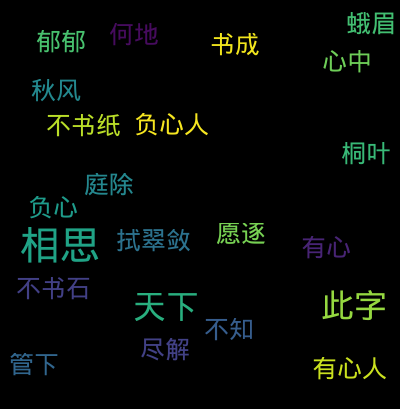 蛾眉
郁郁
何地
书成
心中
秋风
不书纸
负心人
桐叶
庭除
负心
相思
拭翠敛
愿逐
有心
不书石
天下
此字
不知
尽解
管下
有心人